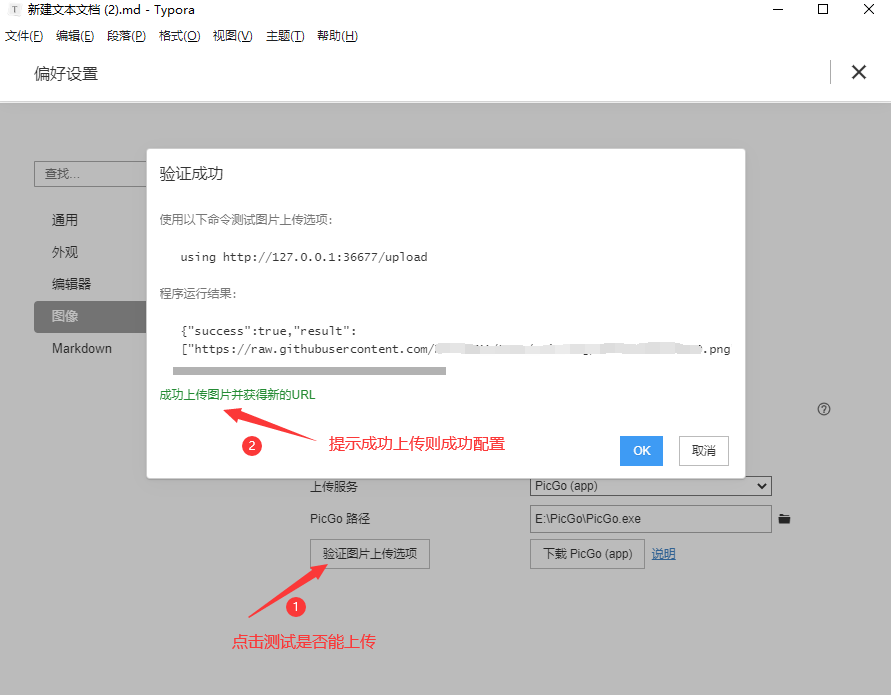 T 新建文本文档 (2).md - Typora
文件(F) 编辑(E) 段落(P) 格式(O) 视图(V) 主题(T) 帮助(H)
偏好设置
查找...
通用
外观
编辑器
图像
Markdown
验证成功
使用以下命令测试图片上传选项:
using http://127.0.0.1:36677/upload
程序运行结果:
{"success":true,"result":
["https://raw.githubusercontent.com/ .png
成功上传图片并获得新的URL
2 提示成功上传则成功配置
OK 取消
上传服务 PicGo (app)
PicGo 路径 E:\PicGo\PicGo.exe
验证图片上传选项 下载 PicGo (app) 说明
1
点击测试是否能上传